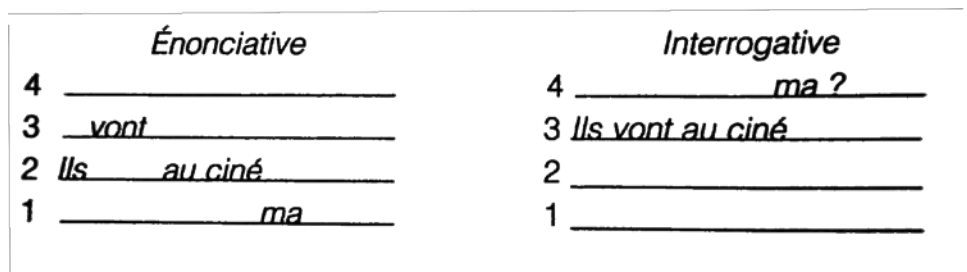 Énonciative Interrogative
4 4 ma ?
3 vont 3 Ils vont au ciné
2 Ils au ciné 2
1 ma 1